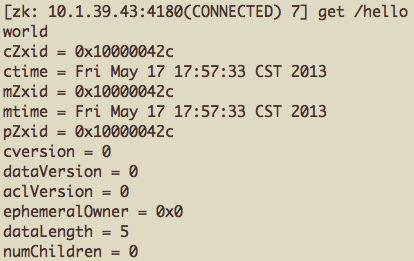 [zk: 10.1.39.43:4180(CONNECTED) 7] get /hello
world
cZxid = 0x10000042c
ctime = Fri May 17 17:57:33 CST 2013
mZxid = 0x10000042c
mtime = Fri May 17 17:57:33 CST 2013
pZxid = 0x10000042c
cversion = 0
dataVersion = 0
aclVersion = 0
ephemeralOwner = 0x0
dataLength = 5
numChildren = 0